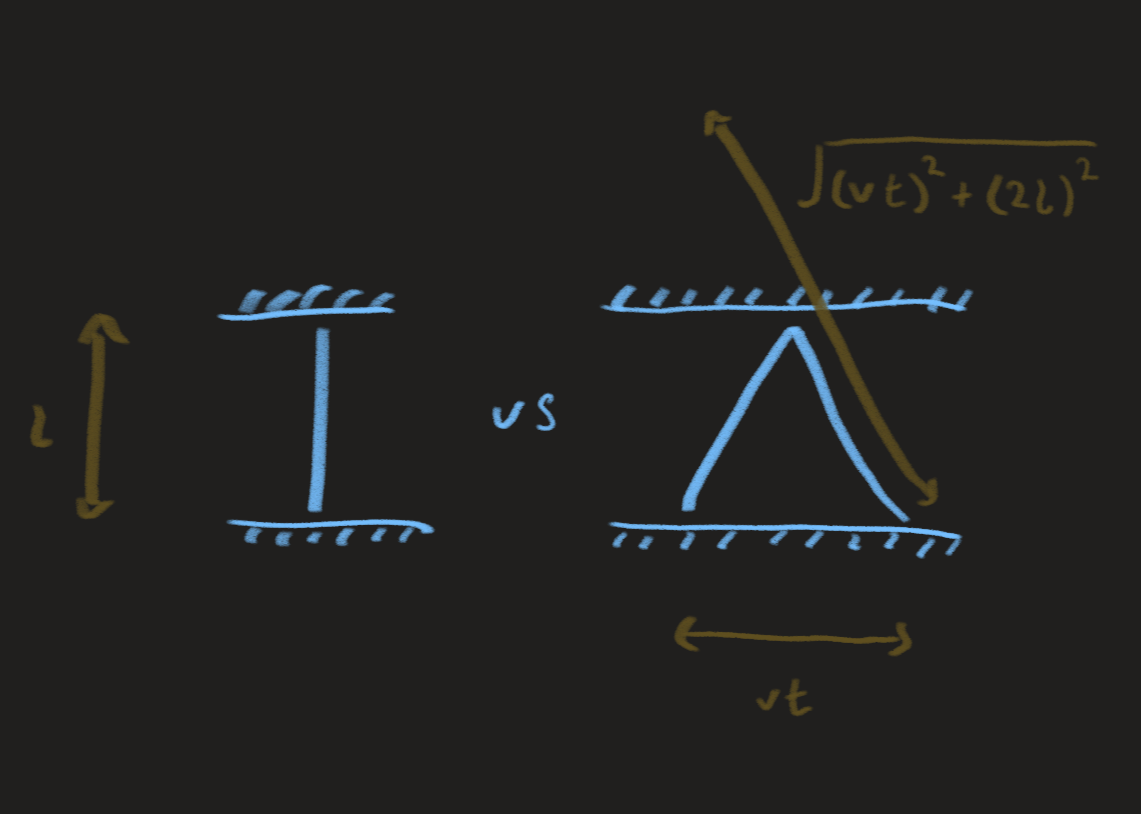 √((vt)² + (2l)²)
l
vs
vt